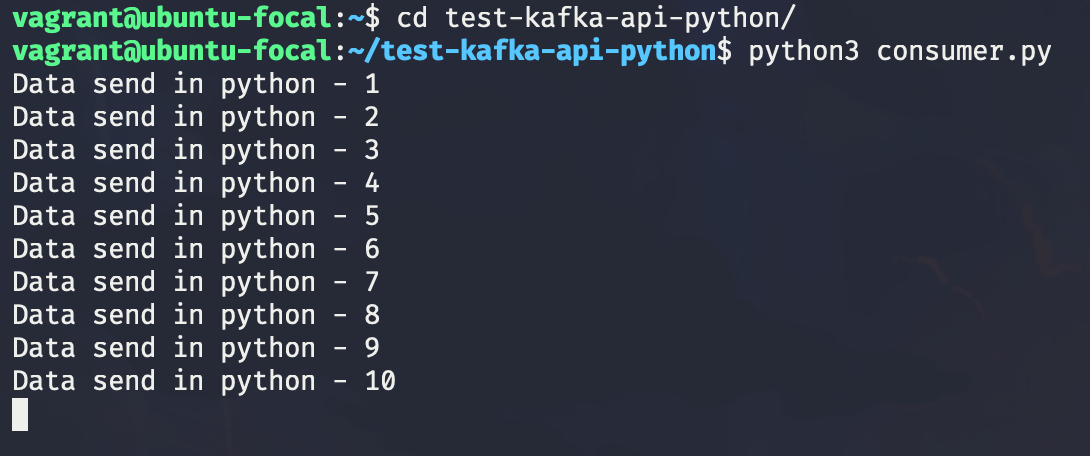 vagrant@ubuntu-focal:~$ cd test-kafka-api-python/
vagrant@ubuntu-focal:~/test-kafka-api-python$ python3 consumer.py
Data send in python - 1
Data send in python - 2
Data send in python - 3
Data send in python - 4
Data send in python - 5
Data send in python - 6
Data send in python - 7
Data send in python - 8
Data send in python - 9
Data send in python - 10